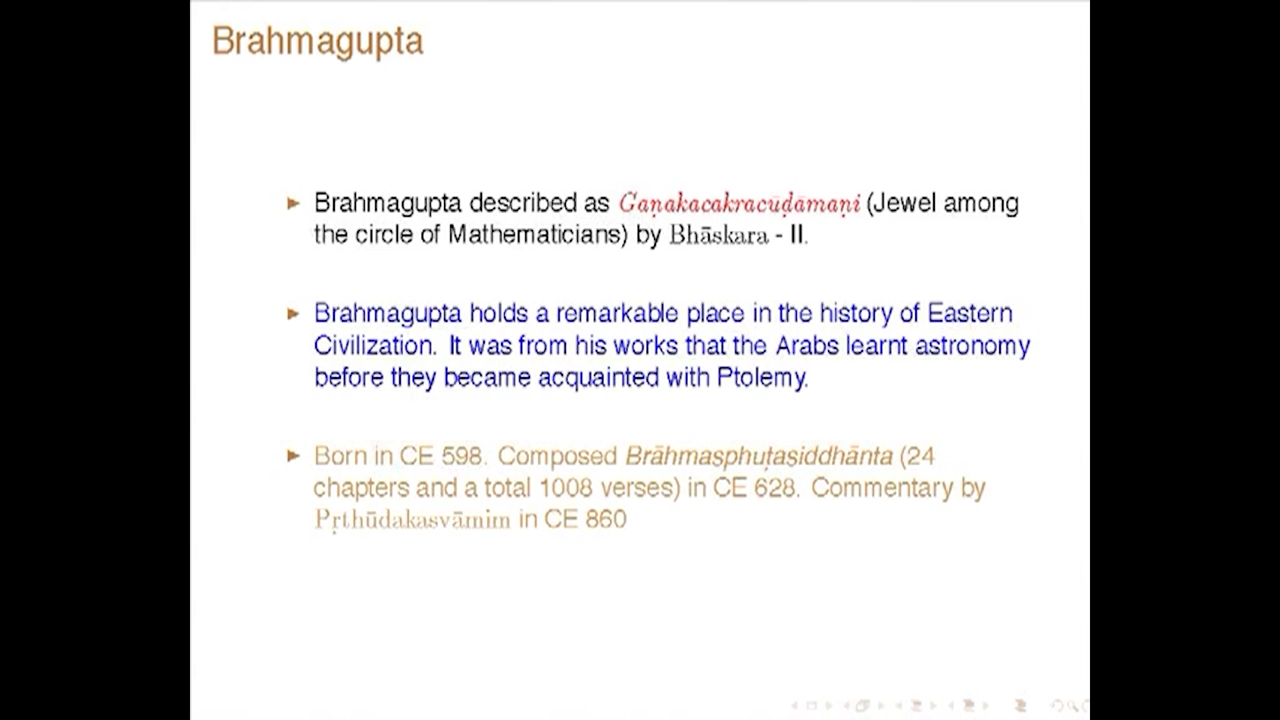 Brahmagupta
Brahmagupta described as Gaṇakacakracūḍāmaṇi (Jewel among
the circle of Mathematicians) by Bhāskara - II.
Brahmagupta holds a remarkable place in the history of Eastern
Civilization. It was from his works that the Arabs learnt astronomy
before they became acquainted with Ptolemy.
Born in CE 598. Composed Brāhmasphuṭaṣiddhānta (24
chapters and a total 1008 verses) in CE 628. Commentary by
Pṛthūdakasvāmim in CE 860